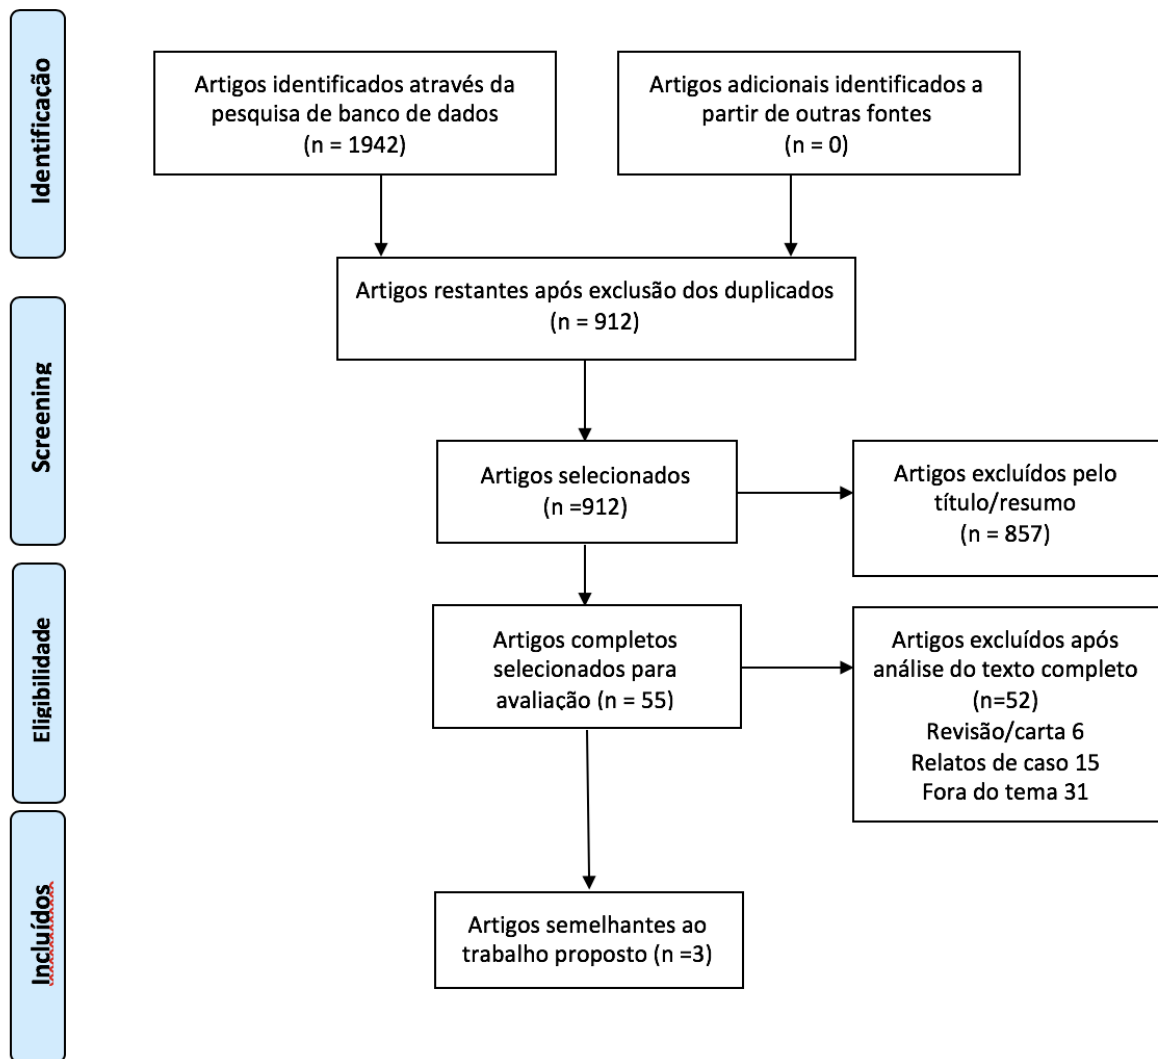 Identificação
Artigos identificados através da
pesquisa de banco de dados
(n = 1942)
Artigos adicionais identificados a
partir de outras fontes
(n = 0)
Artigos restantes após exclusão dos duplicados
(n = 912)
Screening
Artigos selecionados
(n =912)
Artigos excluídos pelo
título/resumo
(n = 857)
Eligibilidade
Artigos completos
selecionados para
avaliação (n = 55)
Artigos excluídos após
análise do texto completo
(n=52)
Revisão/carta 6
Relatos de caso 15
Fora do tema 31
Incluídos
Artigos semelhantes ao
trabalho proposto (n =3)